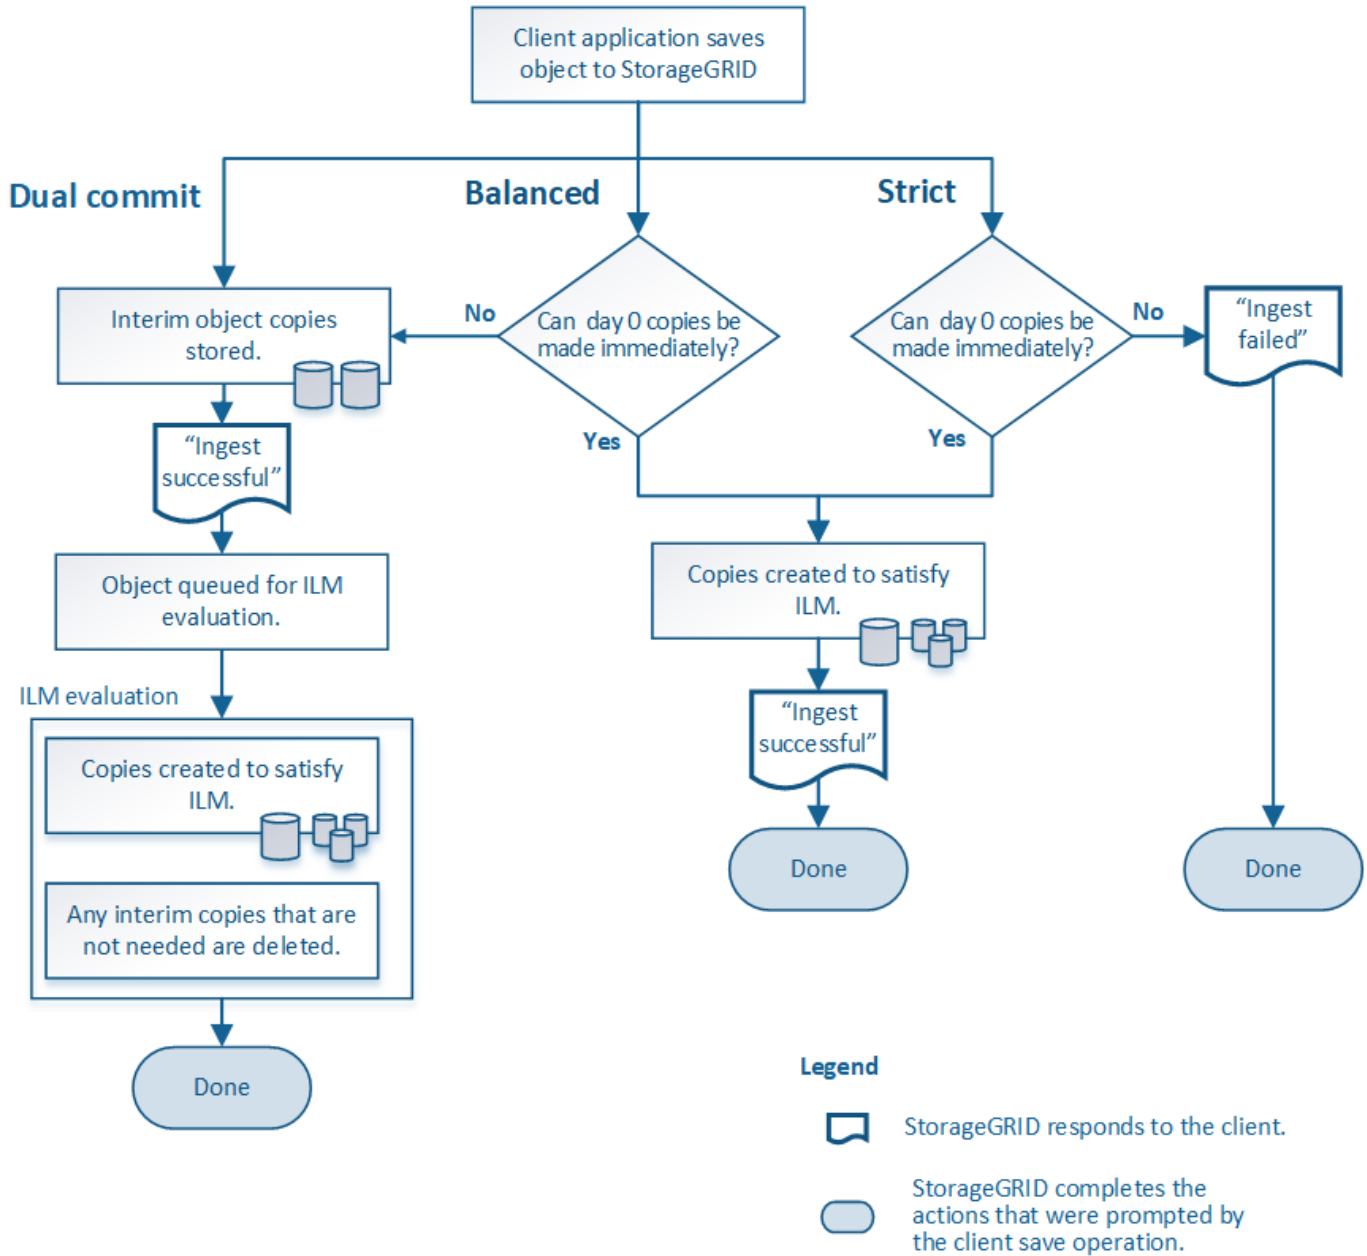 Client application saves
object to StorageGRID
Dual commit
Balanced
Strict
Interim object copies
stored.
No
Can day 0 copies be
made immediately?
Yes
Can day 0 copies be
made immediately?
No
Yes
“Ingest
failed”
“Ingest
successful”
Object queued for ILM
evaluation.
Copies created to satisfy
ILM.
ILM evaluation
Copies created to satisfy
ILM.
“Ingest
successful”
Any interim copies that are
not needed are deleted.
Done
Done
Done
Legend
StorageGRID responds to the client.
StorageGRID completes the
actions that were prompted by
the client save operation.